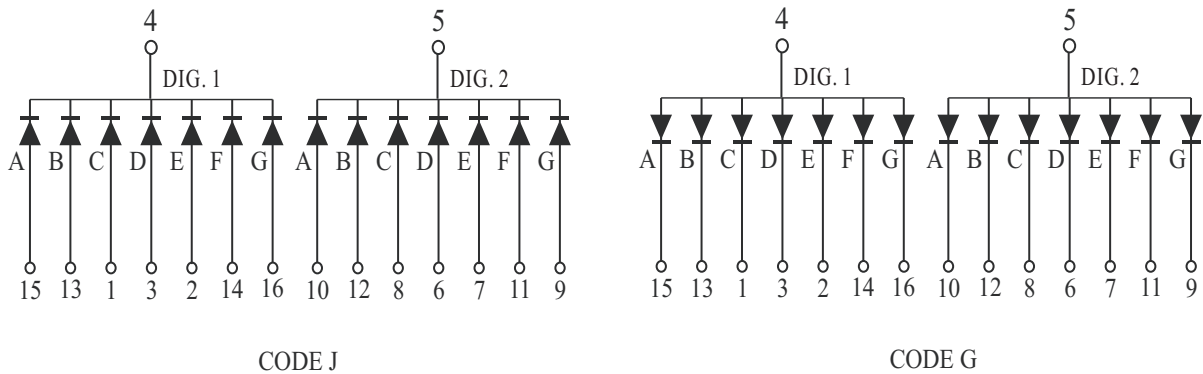 4 5
DIG. 1 DIG. 2
A B C D E F G A B C D E F G
15 13 1 3 2 14 16 10 12 8 6 7 11 9
CODE J
4 5
DIG. 1 DIG. 2
A B C D E F G A B C D E F G
15 13 1 3 2 14 16 10 12 8 6 7 11 9
CODE G